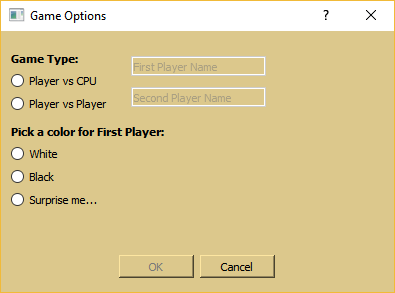 Game Options
Game Type:
Player vs CPU
First Player Name
Player vs Player
Second Player Name
Pick a color for First Player:
White
Black
Surprise me...
OK
Cancel